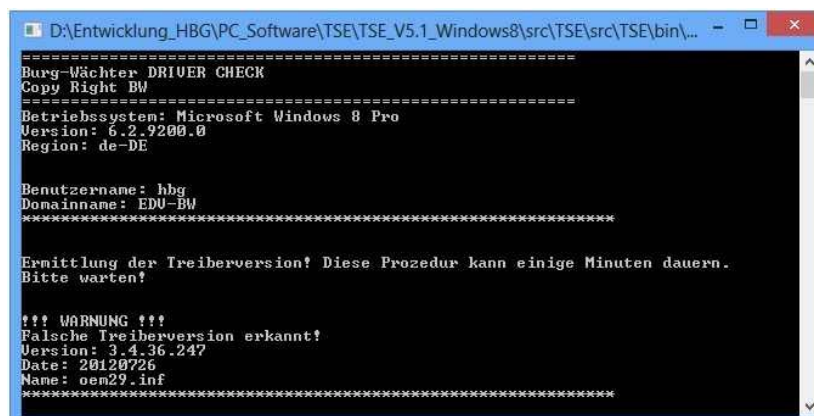 D:\Entwicklung_HBG\PC_Software\TSE\TSE_V5.1_Windows8\src\TSE\src\TSE\bin\...
==========================================================
Burg-Wächter DRIVER CHECK
Copy Right BW
==========================================================
Betriebssystem: Microsoft Windows 8 Pro
Version: 6.2.9200.0
Region: de-DE
Benutzername: hbg
Domainname: EDV-BW
**************************************************************
Ermittlung der Treiberversion! Diese Prozedur kann einige Minuten dauern.
Bitte warten!
!!! WARNUNG !!!
Falsche Treiberversion erkannt!
Version: 3.4.36.247
Date: 20120726
Name: oem29.inf
**************************************************************